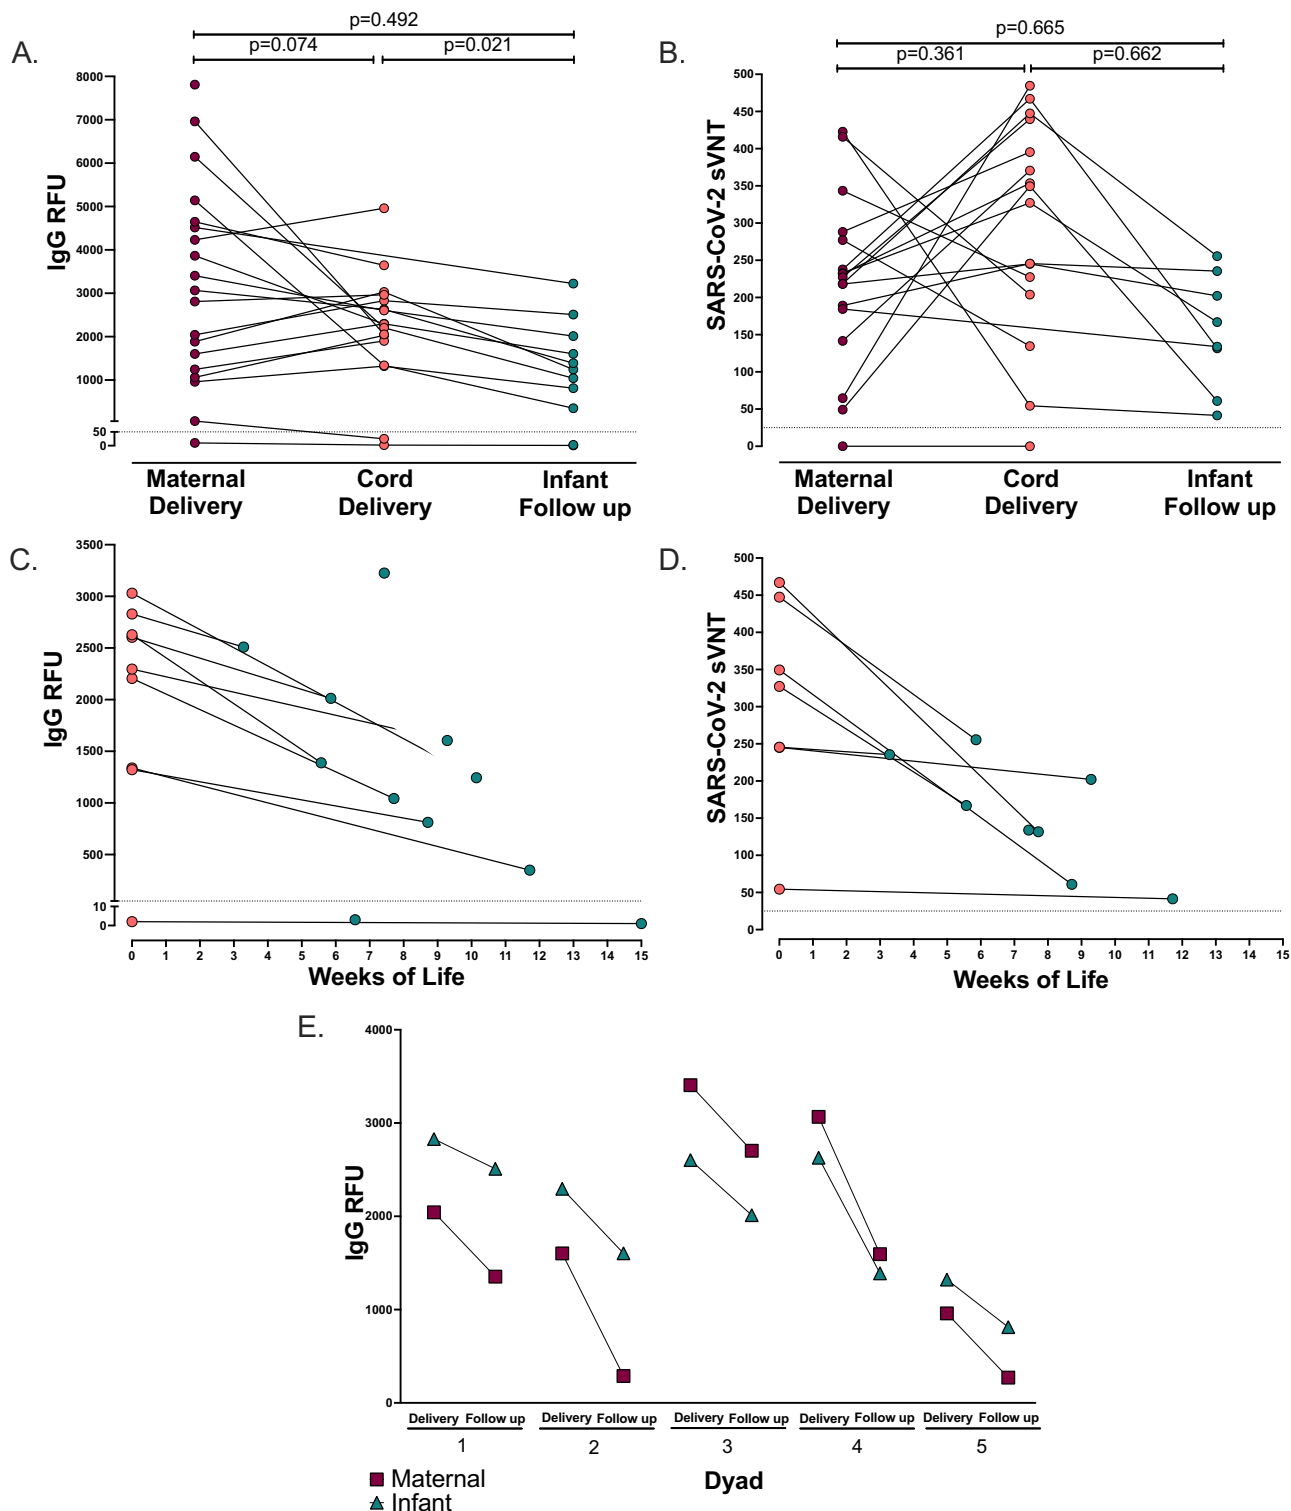 A.
p=0.492
p=0.074
p=0.021
IgG RFU
8000
7000
6000
5000
4000
3000
2000
1000
50
0
Maternal Delivery
Cord Delivery
Infant Follow up
B.
p=0.665
p=0.361
p=0.662
SARS-CoV-2 sVNT
500
450
400
350
300
250
200
150
100
50
0
Maternal Delivery
Cord Delivery
Infant Follow up
C.
IgG RFU
3500
3000
2500
2000
1500
1000
500
10
0
0 1 2 3 4 5 6 7 8 9 10 11 12 13 14 15
Weeks of Life
D.
SARS-CoV-2 sVNT
500
450
400
350
300
250
200
150
100
50
0
0 1 2 3 4 5 6 7 8 9 10 11 12 13 14 15
Weeks of Life
E.
IgG RFU
4000
3000
2000
1000
0
Delivery Follow up Delivery Follow up Delivery Follow up Delivery Follow up Delivery Follow up
1 2 3 4 5
Dyad
Maternal
Infant